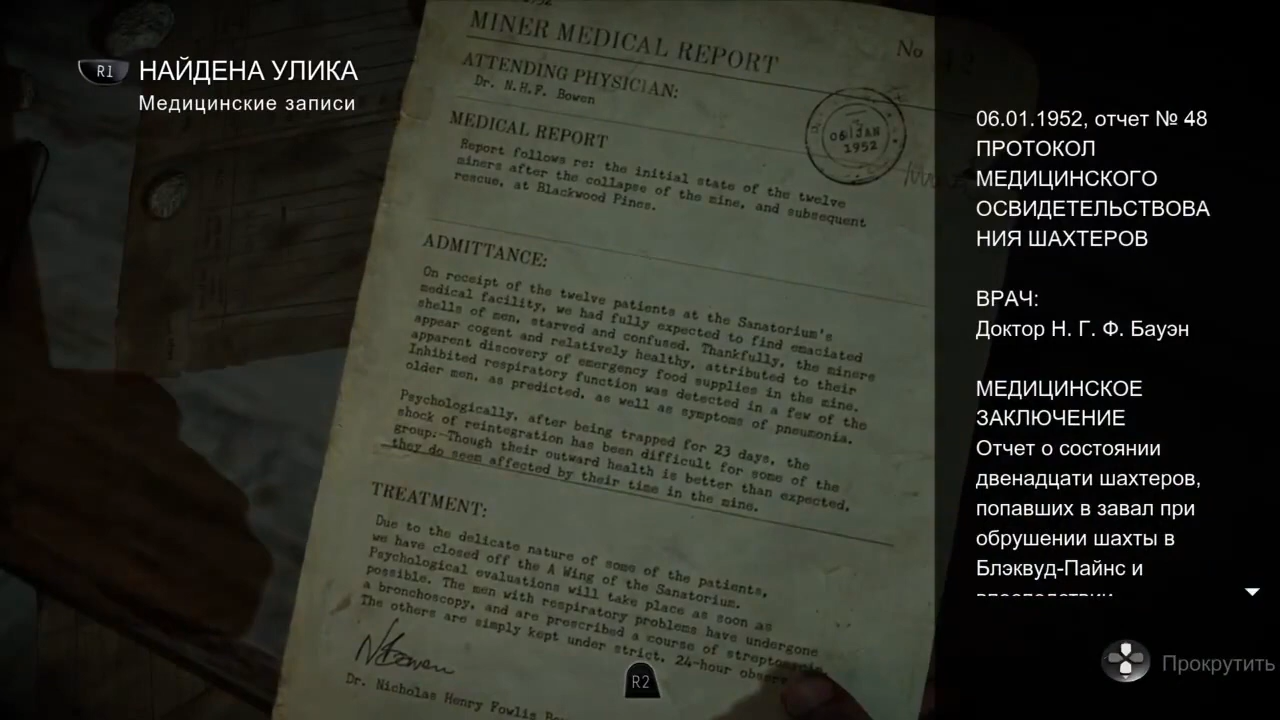 R1 НАЙДЕНА УЛИКА
Медицинские записи
1952
MINER MEDICAL REPORT
No
ATTENDING PHYSICIAN:
Dr. N.H.F. Bowen
06 JAN
1952
MEDICAL REPORT
Report follows re: the initial state of the twelve
miners after the collapse of the mine, and subsequent
rescue, at Blackwood Pines.
ADMITTANCE:
On receipt of the twelve patients at the Sanatorium's
medical facility, we had fully expected to find emaciated
shells of men, starved and confused. Thankfully, the miners
appear cogent and relatively healthy, attributed to their
apparent discovery of emergency food supplies in the mine.
Inhibited respiratory function was detected in a few of the
older men, as predicted, as well as symptoms of pneumonia.
Psychologically, after being trapped for 23 days, the
shock of reintegration has been difficult for some of the
group. Though their outward health is better than expected,
they do seem affected by their time in the mine.
TREATMENT:
Due to the delicate nature of some of the patients,
we have closed off the A Wing of the Sanatorium.
Psychological evaluations will take place as soon as
possible. The men with respiratory problems have undergone
a bronchoscopy, and are prescribed a course of
The others are simply kept under strict, 24-hour
NBowen
Dr. Nicholas Henry Fowlis
R2
06.01.1952, отчет № 48
ПРОТОКОЛ
МЕДИЦИНСКОГО
ОСВИДЕТЕЛЬСТВОВА
НИЯ ШАХТЕРОВ
ВРАЧ:
Доктор Н. Г. Ф. Бауэн
МЕДИЦИНСКОЕ
ЗАКЛЮЧЕНИЕ
Отчет о состоянии
двенадцати шахтеров,
попавших в завал при
обрушении шахты в
Блэквуд-Пайнс и
Прокрутить